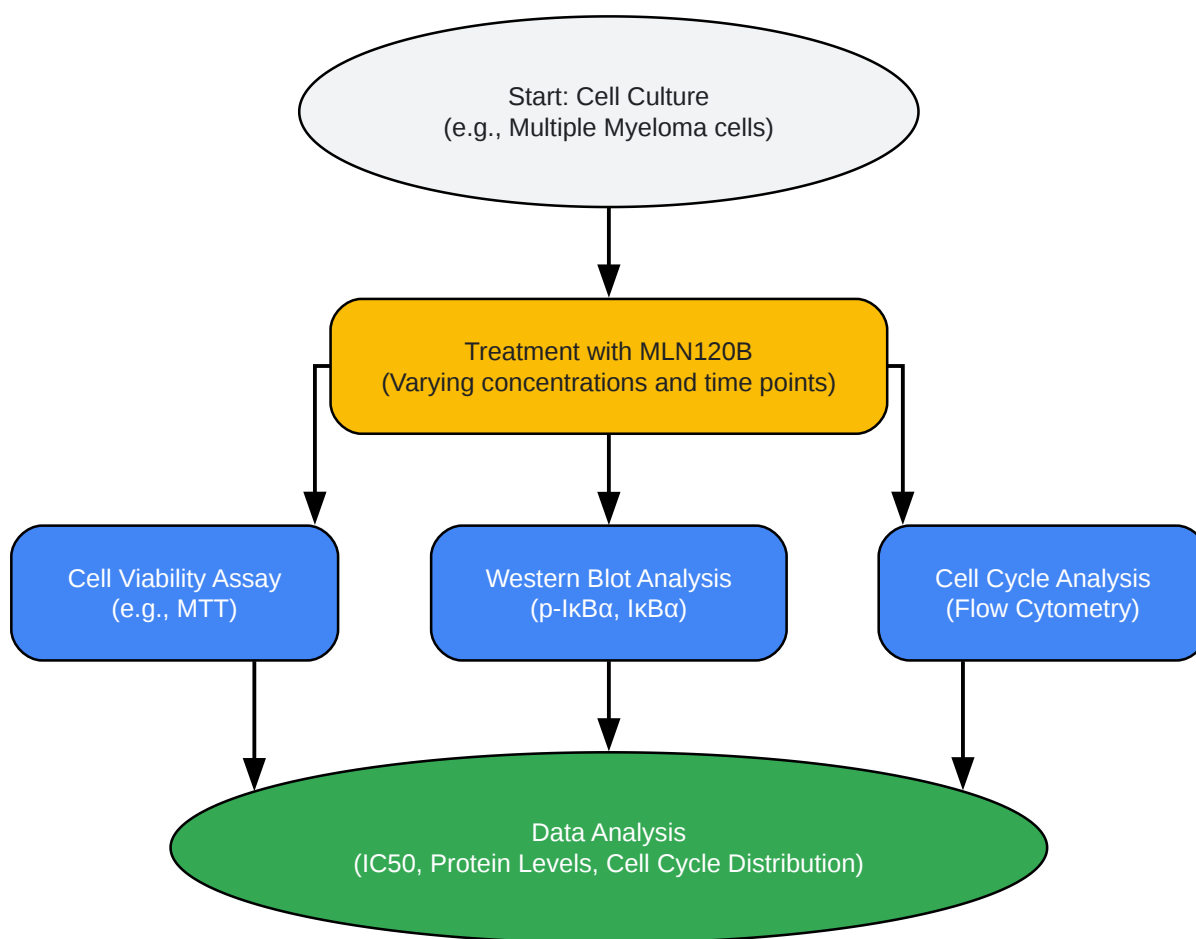 Start: Cell Culture
(e.g., Multiple Myeloma cells)
Treatment with MLN120B
(Varying concentrations and time points)
Cell Viability Assay
(e.g., MTT)
Western Blot Analysis
(p-IκBα, IκBα)
Cell Cycle Analysis
(Flow Cytometry)
Data Analysis
(IC50, Protein Levels, Cell Cycle Distribution)